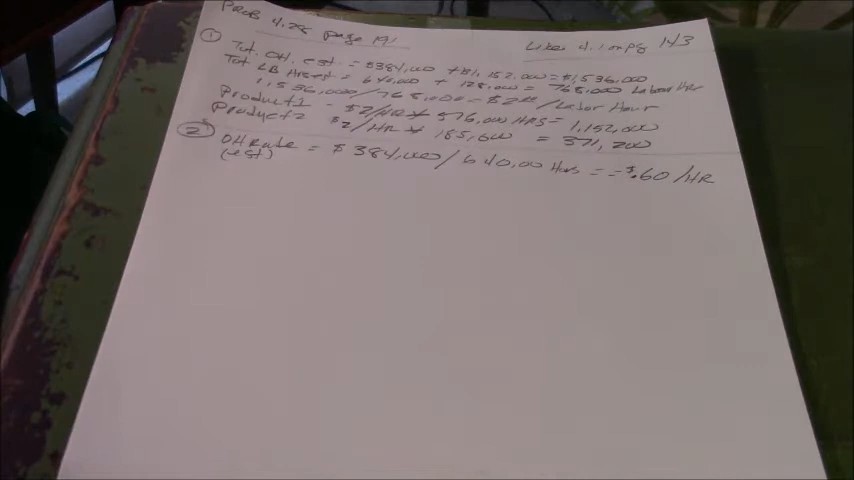 PROB 4.28 page 191
Like 4.1 on pg 143
① Tot. OH. est. = $384,000 + $1,152,000 = $1,536,000
Tot LB Hrs est = 640,000 + 128,000 = 768,000 Labor Hr
1,536,000 / 768,000 = $2.00 / Labor Hour
Product 1 - $2/HR * 576,000 HRS = 1,152,000
Product 2 $2/HR * 185,600 = 371,200
② OH Rate = $384,000 / 640,00 Hrs = = $.60 /HR
(est)